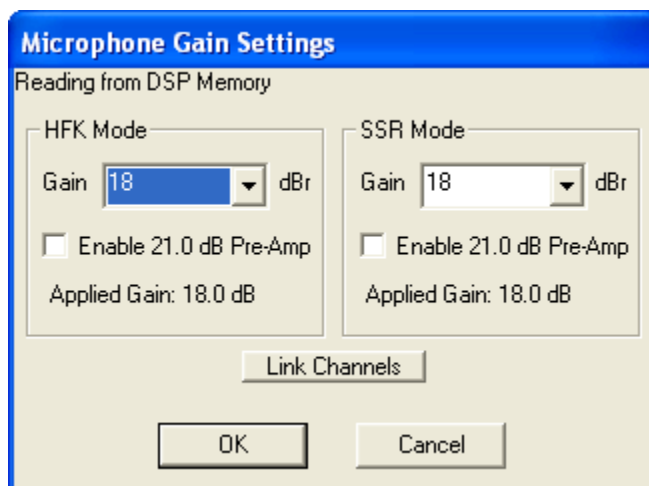 Microphone Gain Settings
Reading from DSP Memory
HFK Mode
Gain 18 dBr
Enable 21.0 dB Pre-Amp
Applied Gain: 18.0 dB
SSR Mode
Gain 18 dBr
Enable 21.0 dB Pre-Amp
Applied Gain: 18.0 dB
Link Channels
OK
Cancel